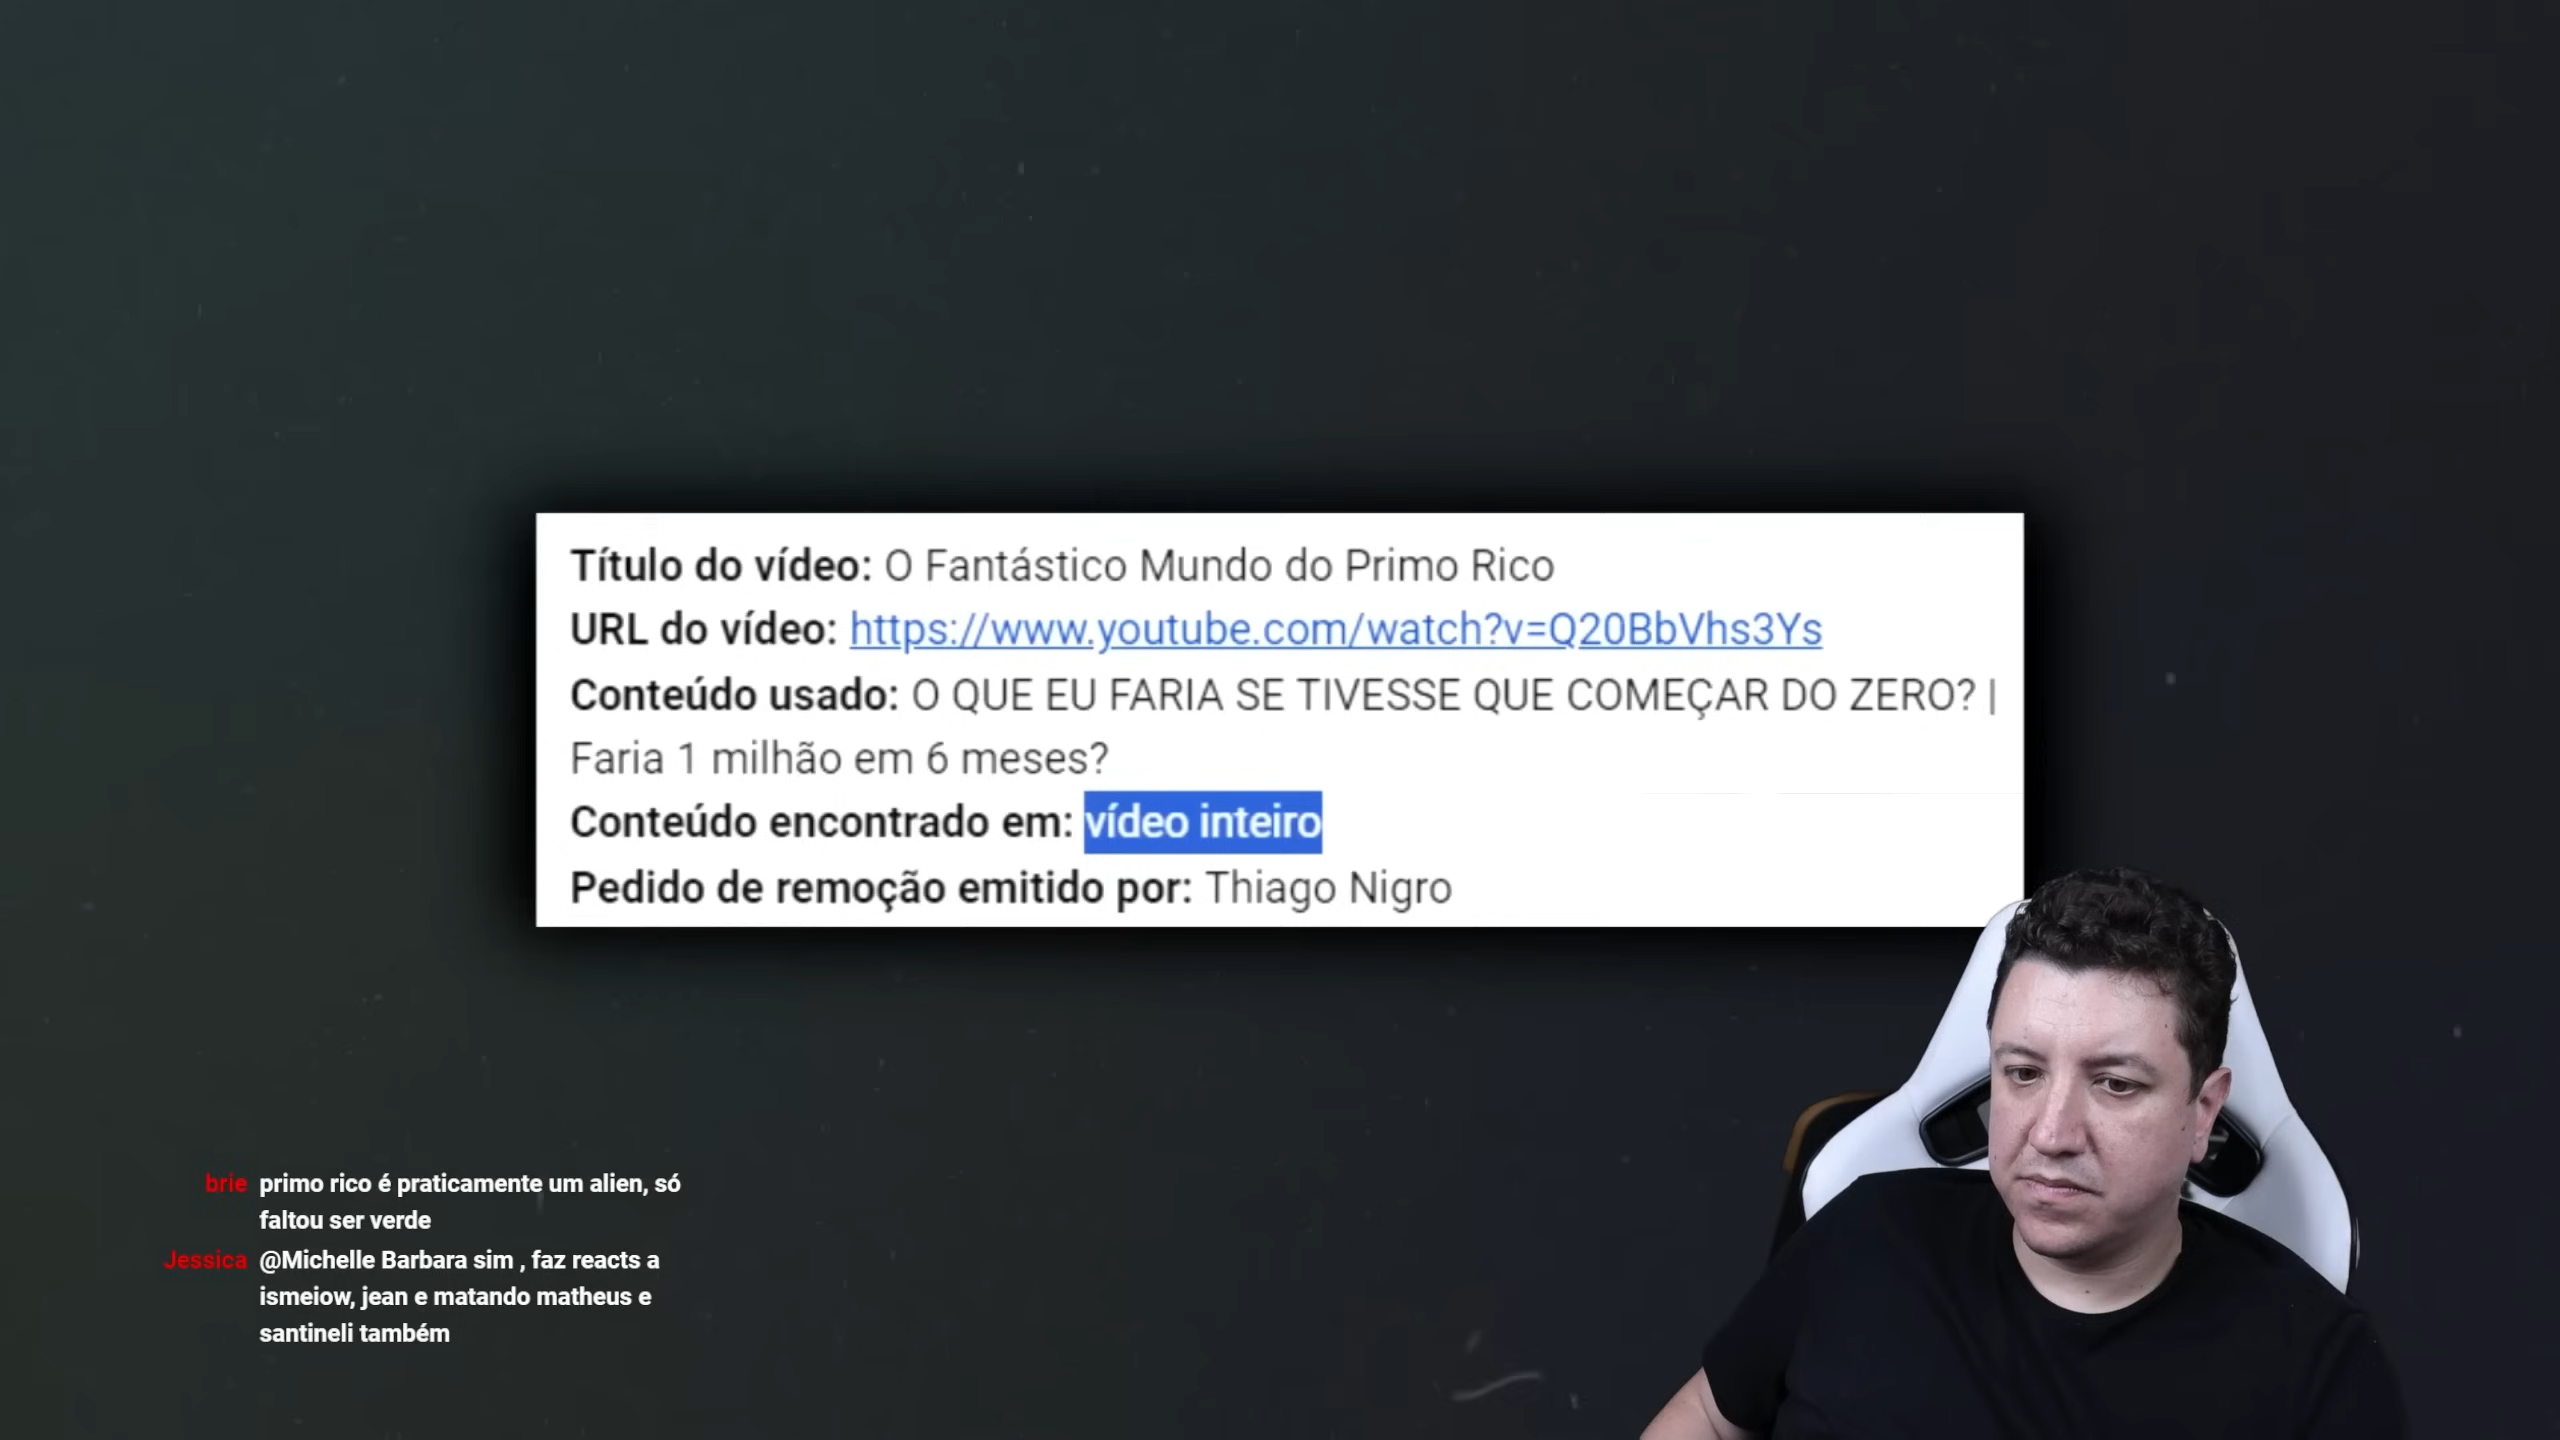 Título do vídeo: O Fantástico Mundo do Primo Rico
URL do vídeo: https://www.youtube.com/watch?v=Q20BbVhs3Ys
Conteúdo usado: O QUE EU FARIA SE TIVESSE QUE COMEÇAR DO ZERO? |
Faria 1 milhão em 6 meses?
Conteúdo encontrado em: vídeo inteiro
Pedido de remoção emitido por: Thiago Nigro
brie primo rico é praticamente um alien, só
faltou ser verde
Jessica @Michelle Barbara sim , faz reacts a
ismeiow, jean e matando matheus e
santineli também